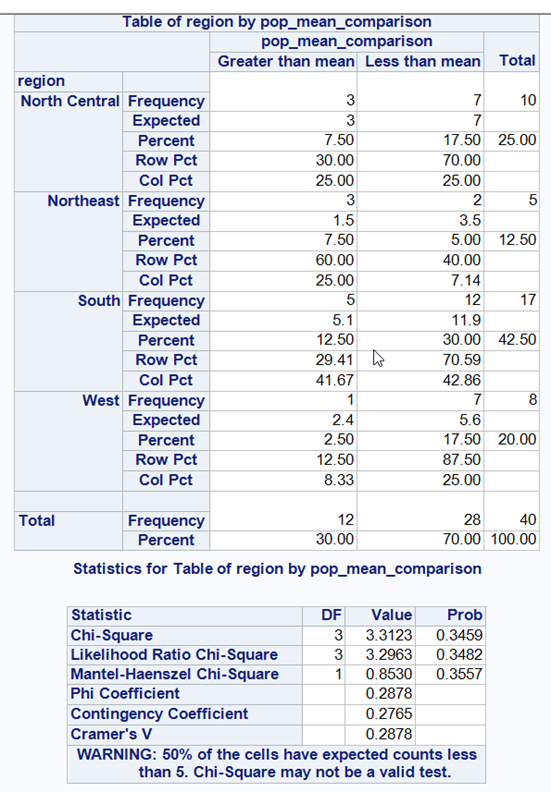 Table of region by pop_mean_comparison
pop_mean_comparison
Greater than mean Less than mean Total
region
North Central Frequency 3 7 10
Expected 3 7
Percent 7.50 17.50 25.00
Row Pct 30.00 70.00
Col Pct 25.00 25.00
Northeast Frequency 3 2 5
Expected 1.5 3.5
Percent 7.50 5.00 12.50
Row Pct 60.00 40.00
Col Pct 25.00 7.14
South Frequency 5 12 17
Expected 5.1 11.9
Percent 12.50 30.00 42.50
Row Pct 29.41 70.59
Col Pct 41.67 42.86
West Frequency 1 7 8
Expected 2.4 5.6
Percent 2.50 17.50 20.00
Row Pct 12.50 87.50
Col Pct 8.33 25.00
Total Frequency 12 28 40
Percent 30.00 70.00 100.00
Statistics for Table of region by pop_mean_comparison
Statistic DF Value Prob
Chi-Square 3 3.3123 0.3459
Likelihood Ratio Chi-Square 3 3.2963 0.3482
Mantel-Haenszel Chi-Square 1 0.8530 0.3557
Phi Coefficient 0.2878
Contingency Coefficient 0.2765
Cramer's V 0.2878
WARNING: 50% of the cells have expected counts less
than 5. Chi-Square may not be a valid test.